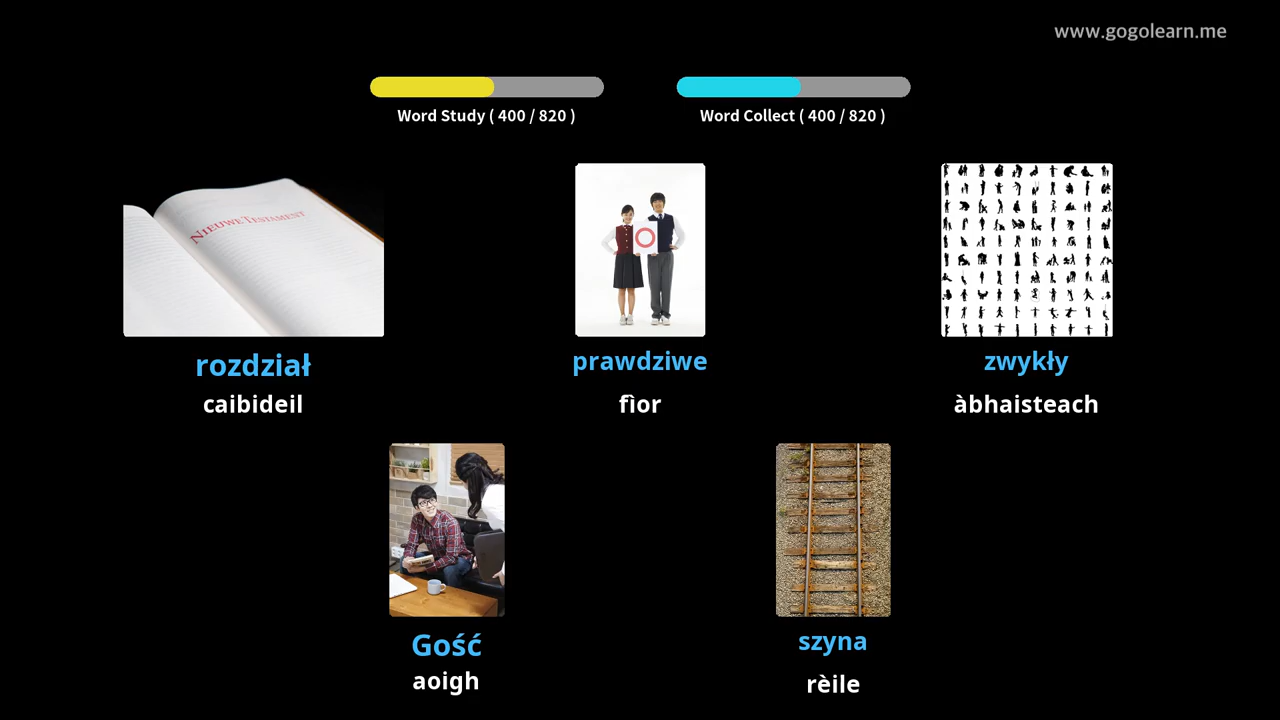 www.gogolearn.me
Word Study ( 400 / 820 )
Word Collect ( 400 / 820 )
NIEUWE TESTAMENT
rozdział
prawdziwe
zwykły
caibideil
fìor
àbhaisteach
Gość
szyna
aoigh
rèile